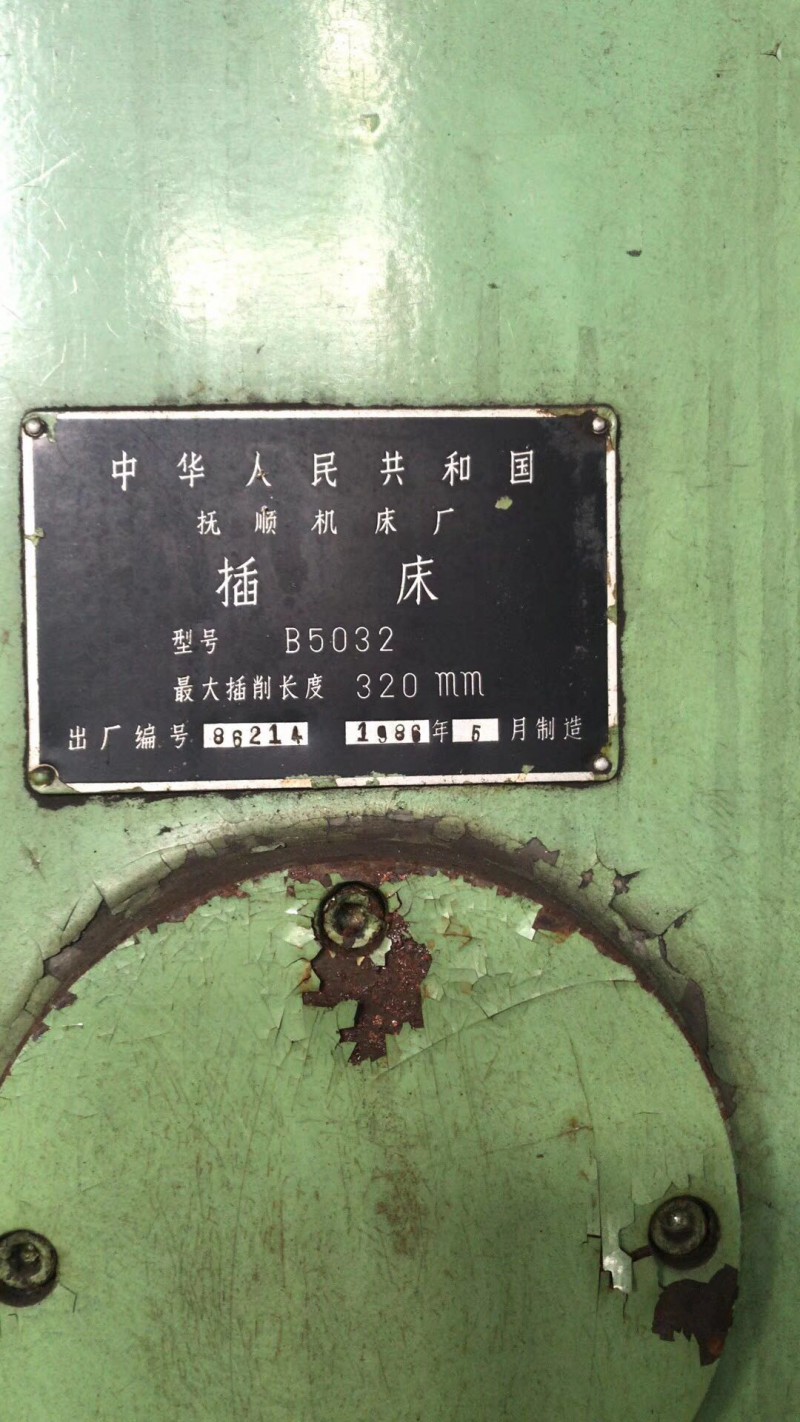 中华人民共和国
抚顺机床厂
插床
型号 B5032
最大插削长度 320 mm
出厂编号 86214 1986年5月制造